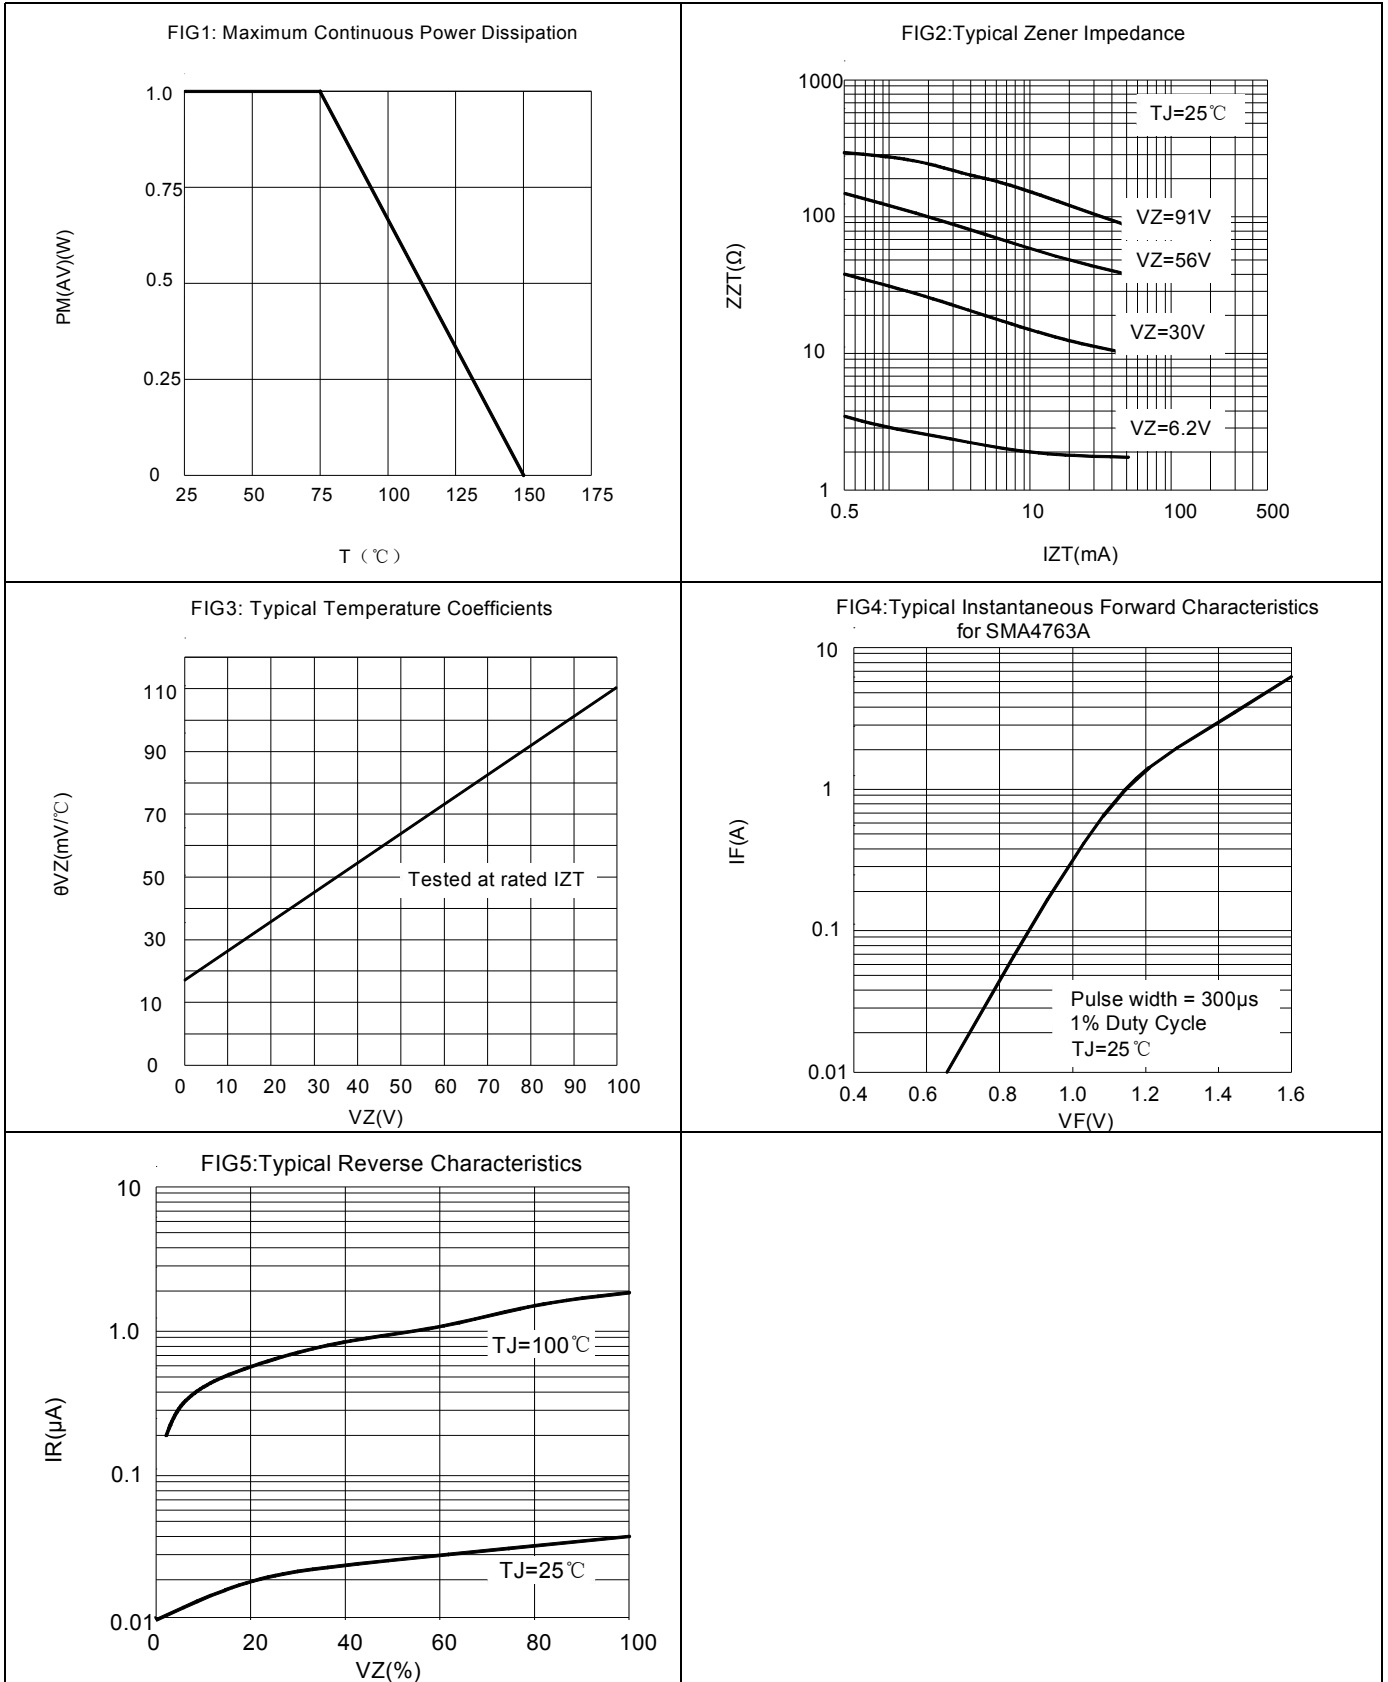 FIG1: Maximum Continuous Power Dissipation
1.0
0.75
0.5
0.25
0
PM(AV)(W)
25 50 75 100 125 150 175
T（℃）
FIG2:Typical Zener Impedance
1000
100
10
1
ZZT(Ω)
TJ=25℃
VZ=91V
VZ=56V
VZ=30V
VZ=6.2V
0.5 10 100 500
IZT(mA)
FIG3: Typical Temperature Coefficients
110
90
70
50
30
10
0
θVZ(mV/℃)
Tested at rated IZT
0 10 20 30 40 50 60 70 80 90 100
VZ(V)
FIG4:Typical Instantaneous Forward Characteristics
for SMA4763A
10
1
0.1
0.01
IF(A)
Pulse width = 300μs
1% Duty Cycle
TJ=25℃
0.4 0.6 0.8 1.0 1.2 1.4 1.6
VF(V)
FIG5:Typical Reverse Characteristics
10
1.0
0.1
0.01
IR(μA)
TJ=100℃
TJ=25℃
0 20 40 60 80 100
VZ(%)